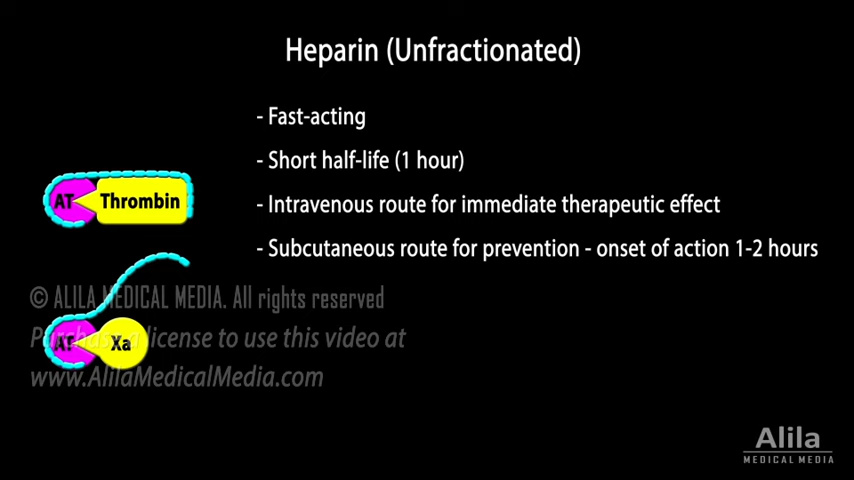 Heparin (Unfractionated)
- Fast-acting
- Short half-life (1 hour)
- Intravenous route for immediate therapeutic effect
- Subcutaneous route for prevention - onset of action 1-2 hours
AT Thrombin
© ALILA MEDICAL MEDIA. All rights reserved
Purchase a license to use this video at
AT Xa
www.AlilaMedicalMedia.com
Alila
MEDICAL MEDIA